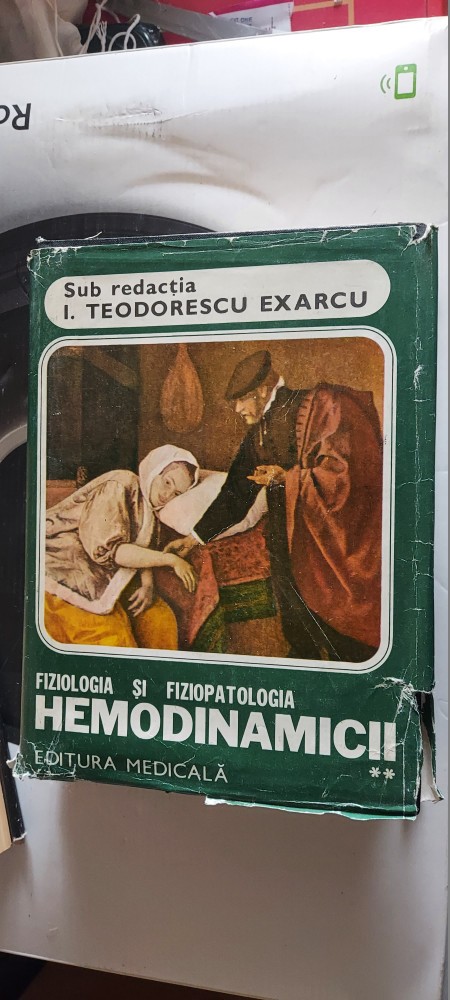 Sub redacția
I. TEODORESCU EXARCU
FIZIOLOGIA ȘI FIZIOPATOLOGIA
HEMODINAMICII
**
EDITURA MEDICALĂ